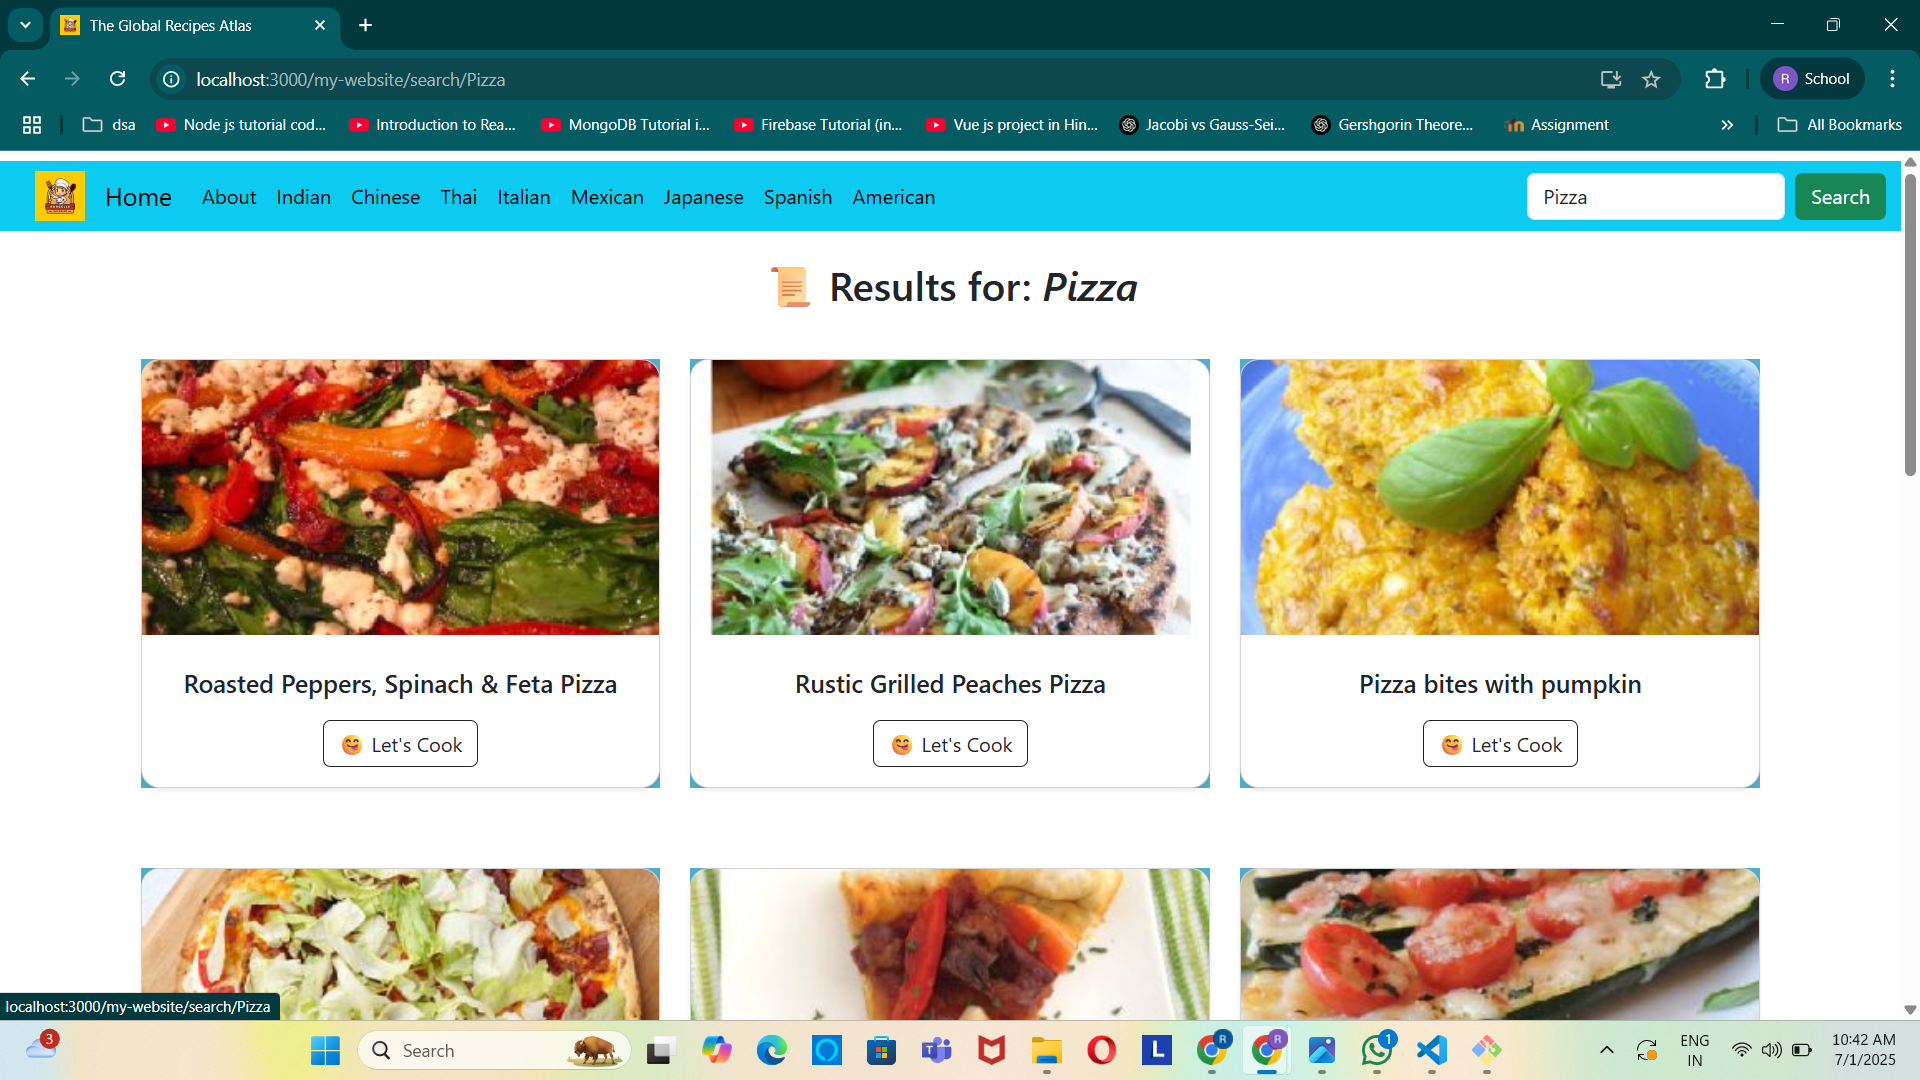 The Global Recipes Atlas
localhost:3000/my-website/search/Pizza
R School
dsa Node js tutorial cod... Introduction to Rea... MongoDB Tutorial i... Firebase Tutorial (in... Vue js project in Hin... Jacobi vs Gauss-Sei... Gershgorin Theore... Assignment All Bookmarks
Home About Indian Chinese Thai Italian Mexican Japanese Spanish American Pizza Search
📜 Results for: Pizza
Roasted Peppers, Spinach & Feta Pizza
😋 Let's Cook
Rustic Grilled Peaches Pizza
😋 Let's Cook
Pizza bites with pumpkin
😋 Let's Cook
localhost:3000/my-website/search/Pizza
3
Search
L
R
R
1
ENG
IN
10:42 AM
7/1/2025